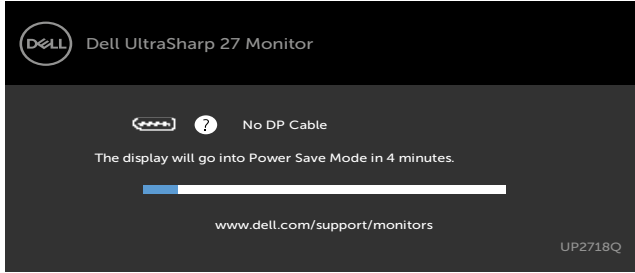 DELL
Dell UltraSharp 27 Monitor
? No DP Cable
The display will go into Power Save Mode in 4 minutes.
www.dell.com/support/monitors
UP2718Q